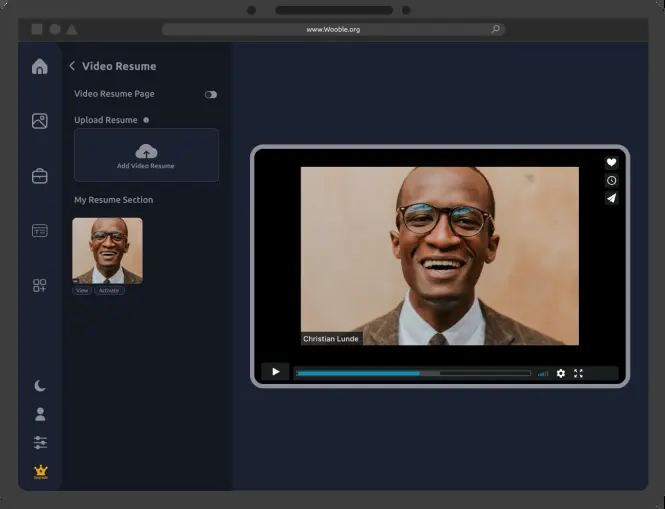 www.Wooble.org
Video Resume
Video Resume Page
Upload Resume
Add Video Resume
My Resume Section
View
Activate
Christian Lunde